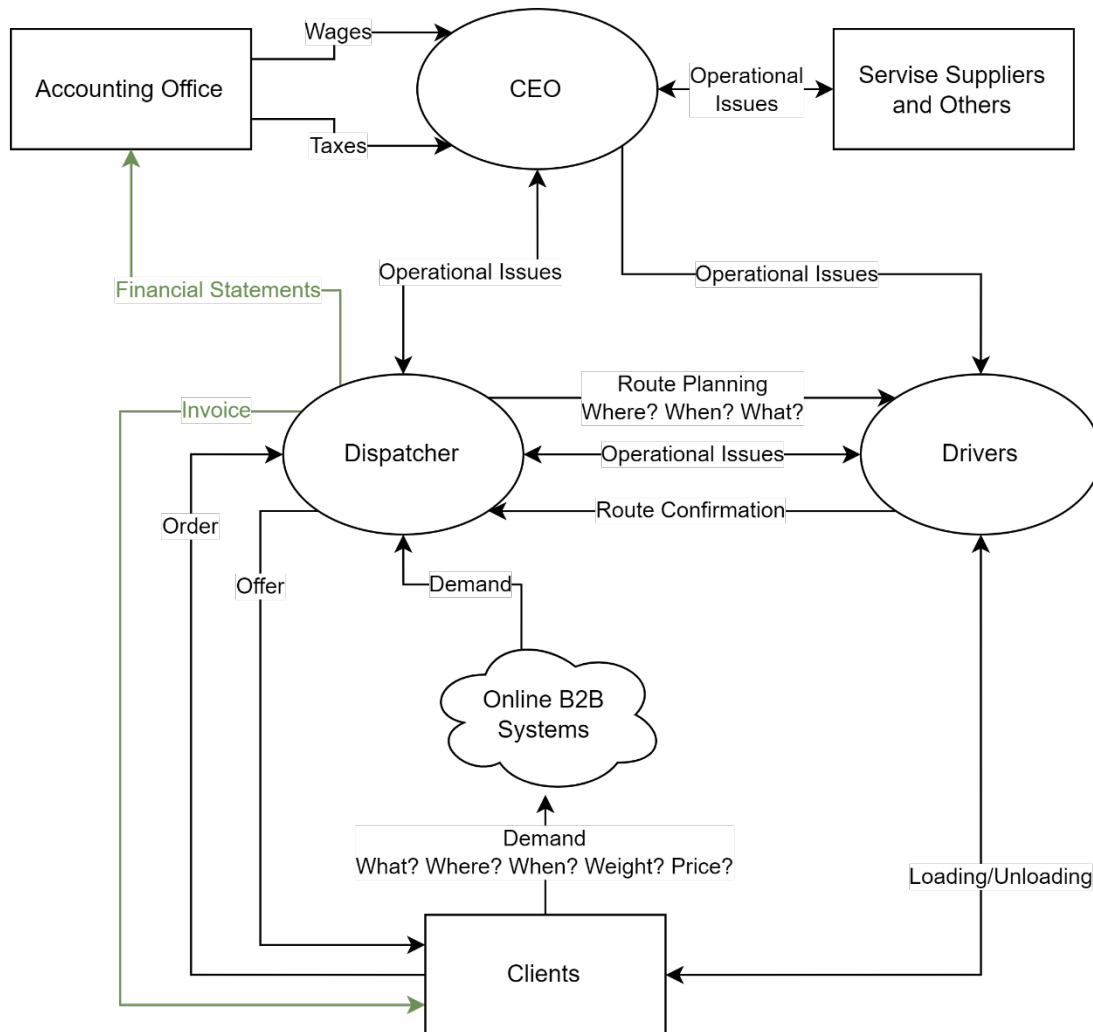 Wages
Accounting Office
CEO
Operational
Issues
Servise Suppliers
and Others
Taxes
Operational Issues
Operational Issues
Financial Statements
Invoice
Route Planning
Where? When? What?
Dispatcher
Operational Issues
Drivers
Order
Route Confirmation
Offer
Demand
Online B2B
Systems
Demand
What? Where? When? Weight? Price?
Loading/Unloading
Clients